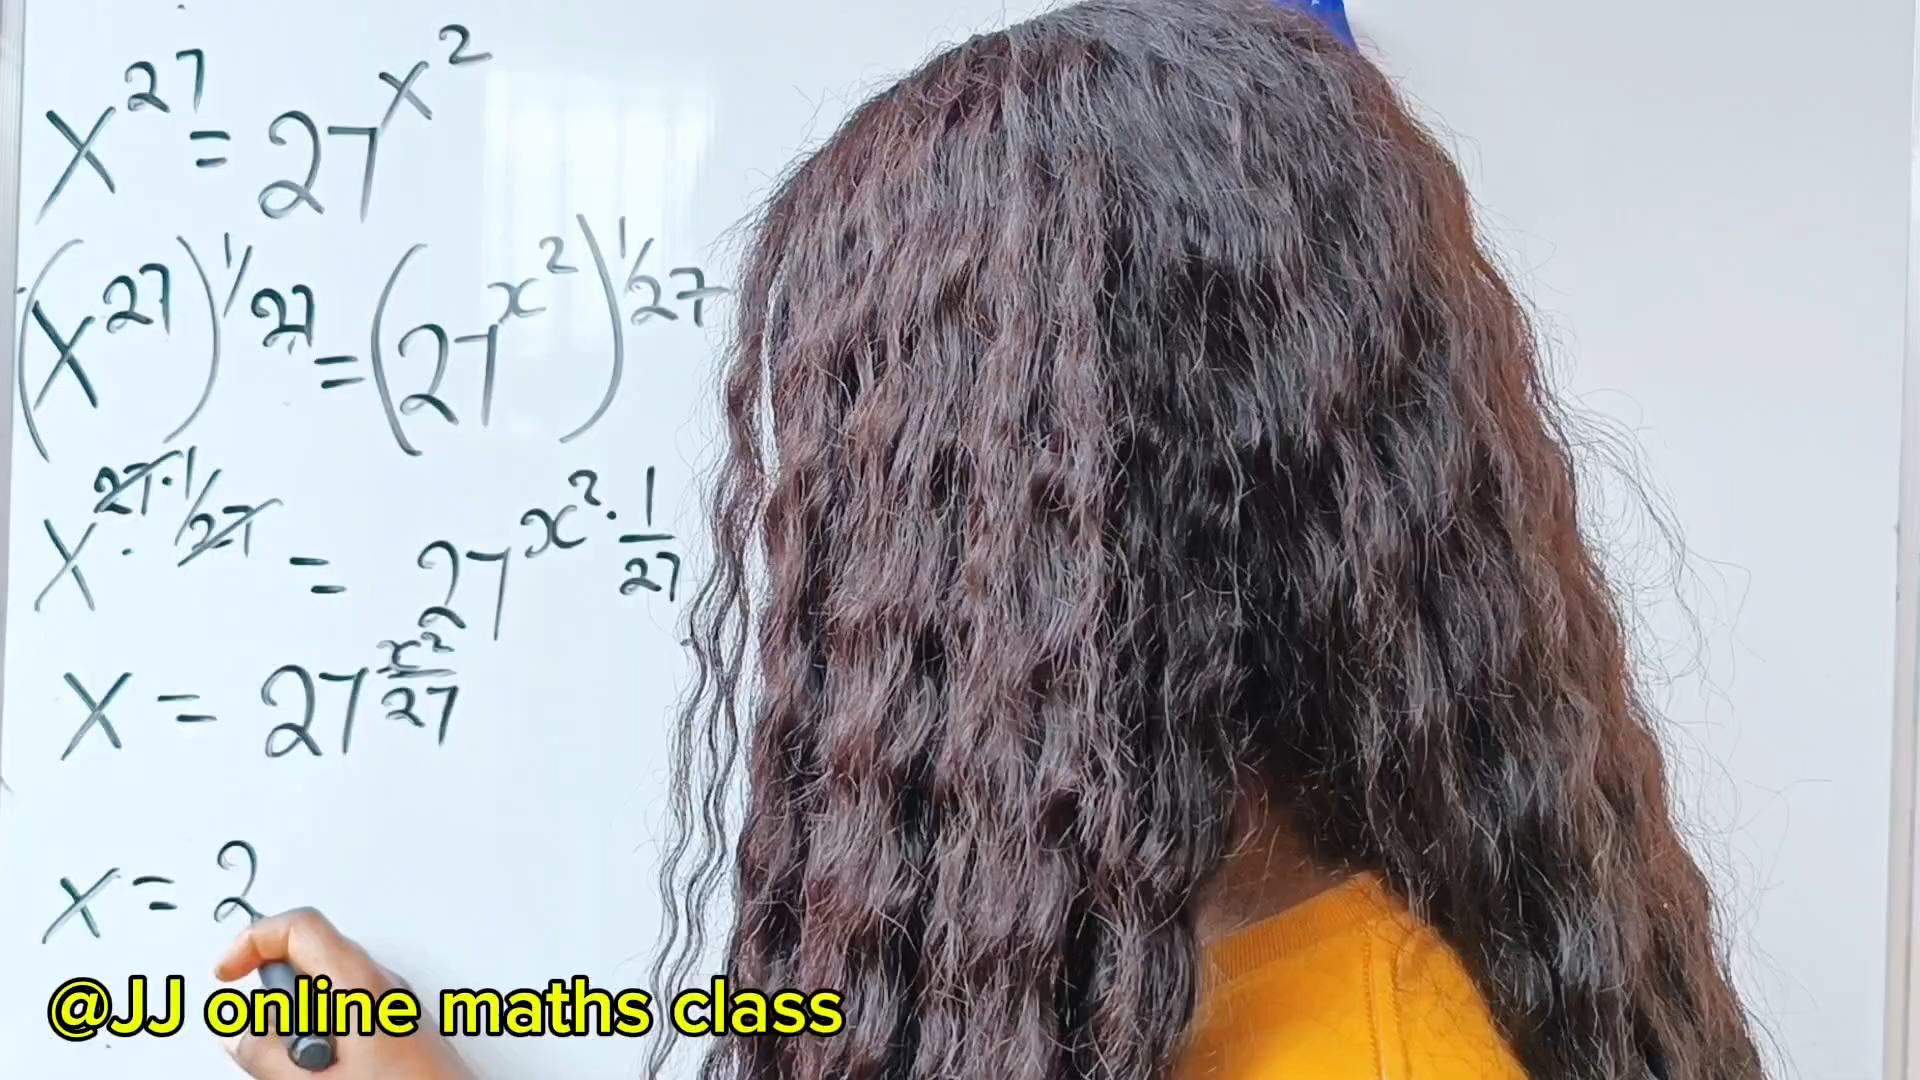 x^27 = 27^x^2
(x^27)^1/27 = (27^x^2)^1/27
x^27·1/27 = 27^x^2 · 1/27
x = 27^x^2/27
x = 2
@JJ online maths class